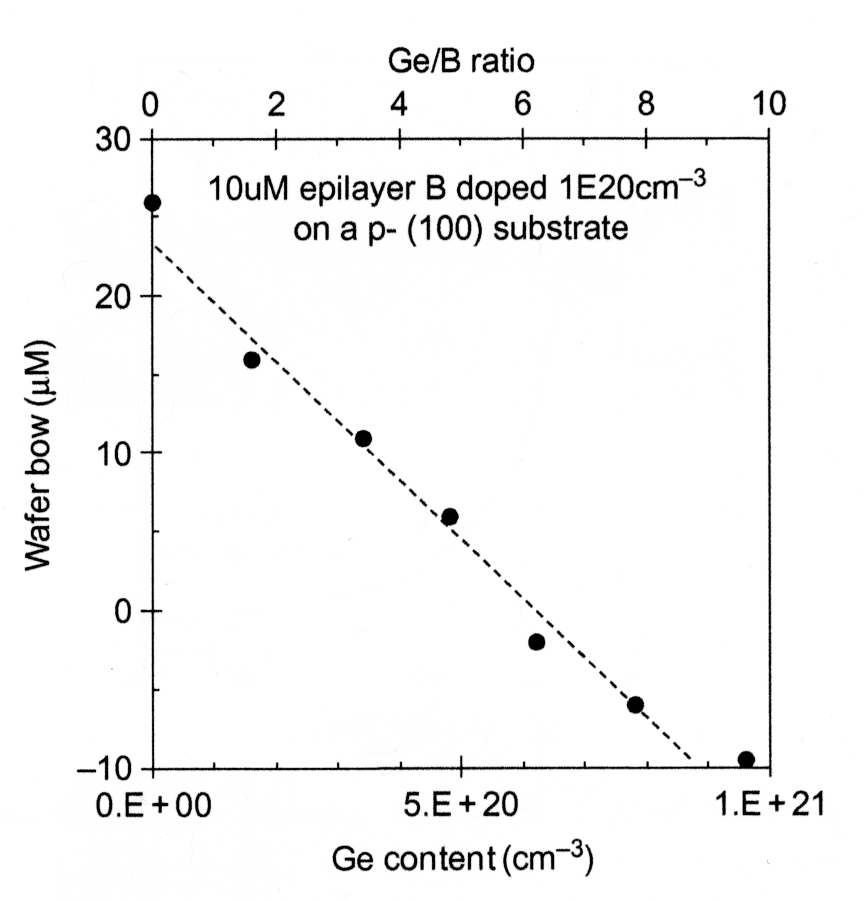 Ge/B ratio
0 2 4 6 8 10
30
10uM epilayer B doped 1E20cm⁻³
on a p- (100) substrate
20
10
0
–10
Wafer bow (μM)
0.E+00 5.E+20 1.E+21
Ge content (cm⁻³)